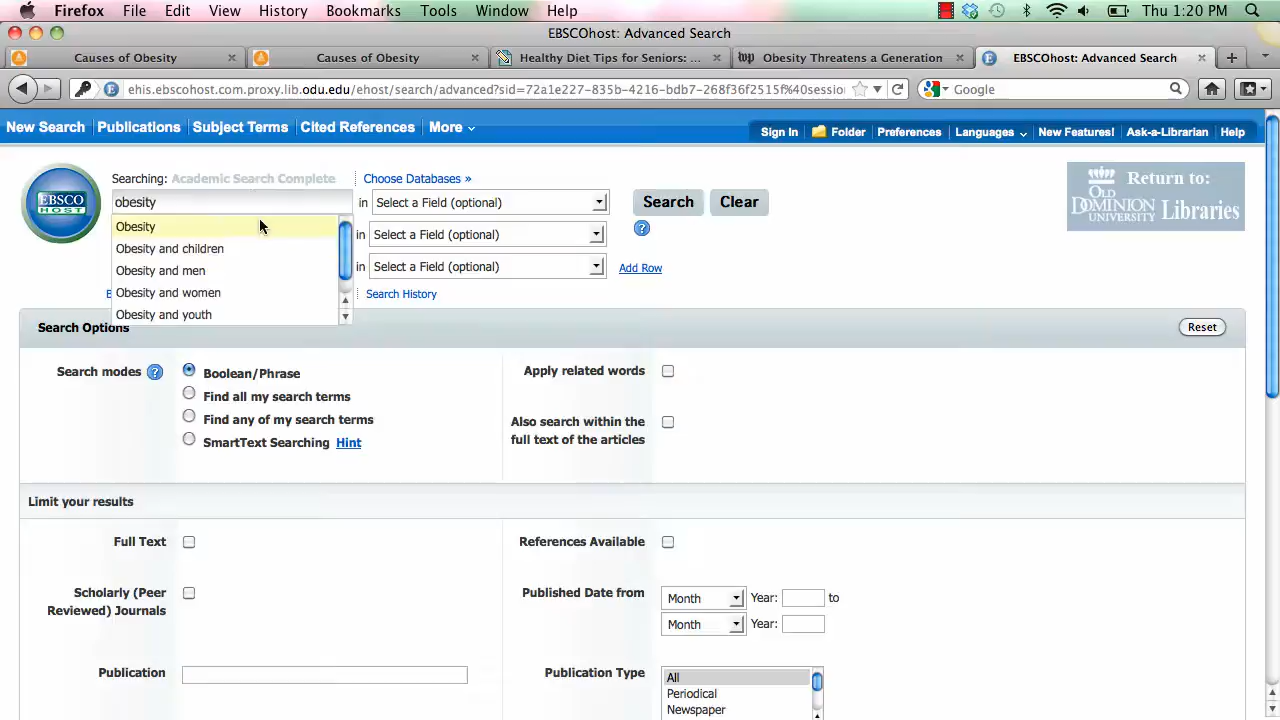 Firefox File Edit View History Bookmarks Tools Window Help Thu 1:20 PM
EBSCOhost: Advanced Search
Causes of Obesity Causes of Obesity Healthy Diet Tips for Seniors: ... Obesity Threatens a Generation EBSCOhost: Advanced Search
ehis.ebscohost.com.proxy.lib.odu.edu/ehost/search/advanced?sid=72a1e227-835b-4216-bdb7-268f36f2515f%40sessio Google
New Search Publications Subject Terms Cited References More Sign In Folder Preferences Languages New Features! Ask-a-Librarian Help
Searching: Academic Search Complete Choose Databases »
obesity in Select a Field (optional) Search Clear
Obesity in Select a Field (optional)
Obesity and children
Obesity and men in Select a Field (optional) Add Row
Obesity and women Search History
Obesity and youth
EBSCO
HOST
Return to:
OLD
DOMINION Libraries
UNIVERSITY
Search Options Reset
Search modes Boolean/Phrase Apply related words
Find all my search terms
Find any of my search terms Also search within the
SmartText Searching Hint full text of the articles
Limit your results
Full Text References Available
Scholarly (Peer Published Date from Month Year: to
Reviewed) Journals Month Year:
Publication Publication Type All
Periodical
Newspaper